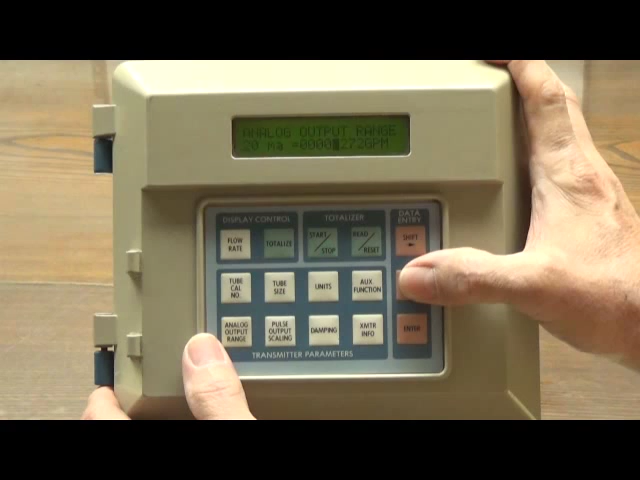 ANALOG OUTPUT RANGE
20 ma =0000█272GPM
DISPLAY CONTROL
TOTALIZER
DATA
ENTRY
FLOW
RATE
TOTALIZE
START/
STOP
READ/
RESET
SHIFT
TUBE
CAL
NO.
TUBE
SIZE
UNITS
AUX
FUNCTION
ANALOG
OUTPUT
RANGE
PULSE
OUTPUT
SCALING
DAMPING
XMTR
INFO
ENTER
TRANSMITTER PARAMETERS